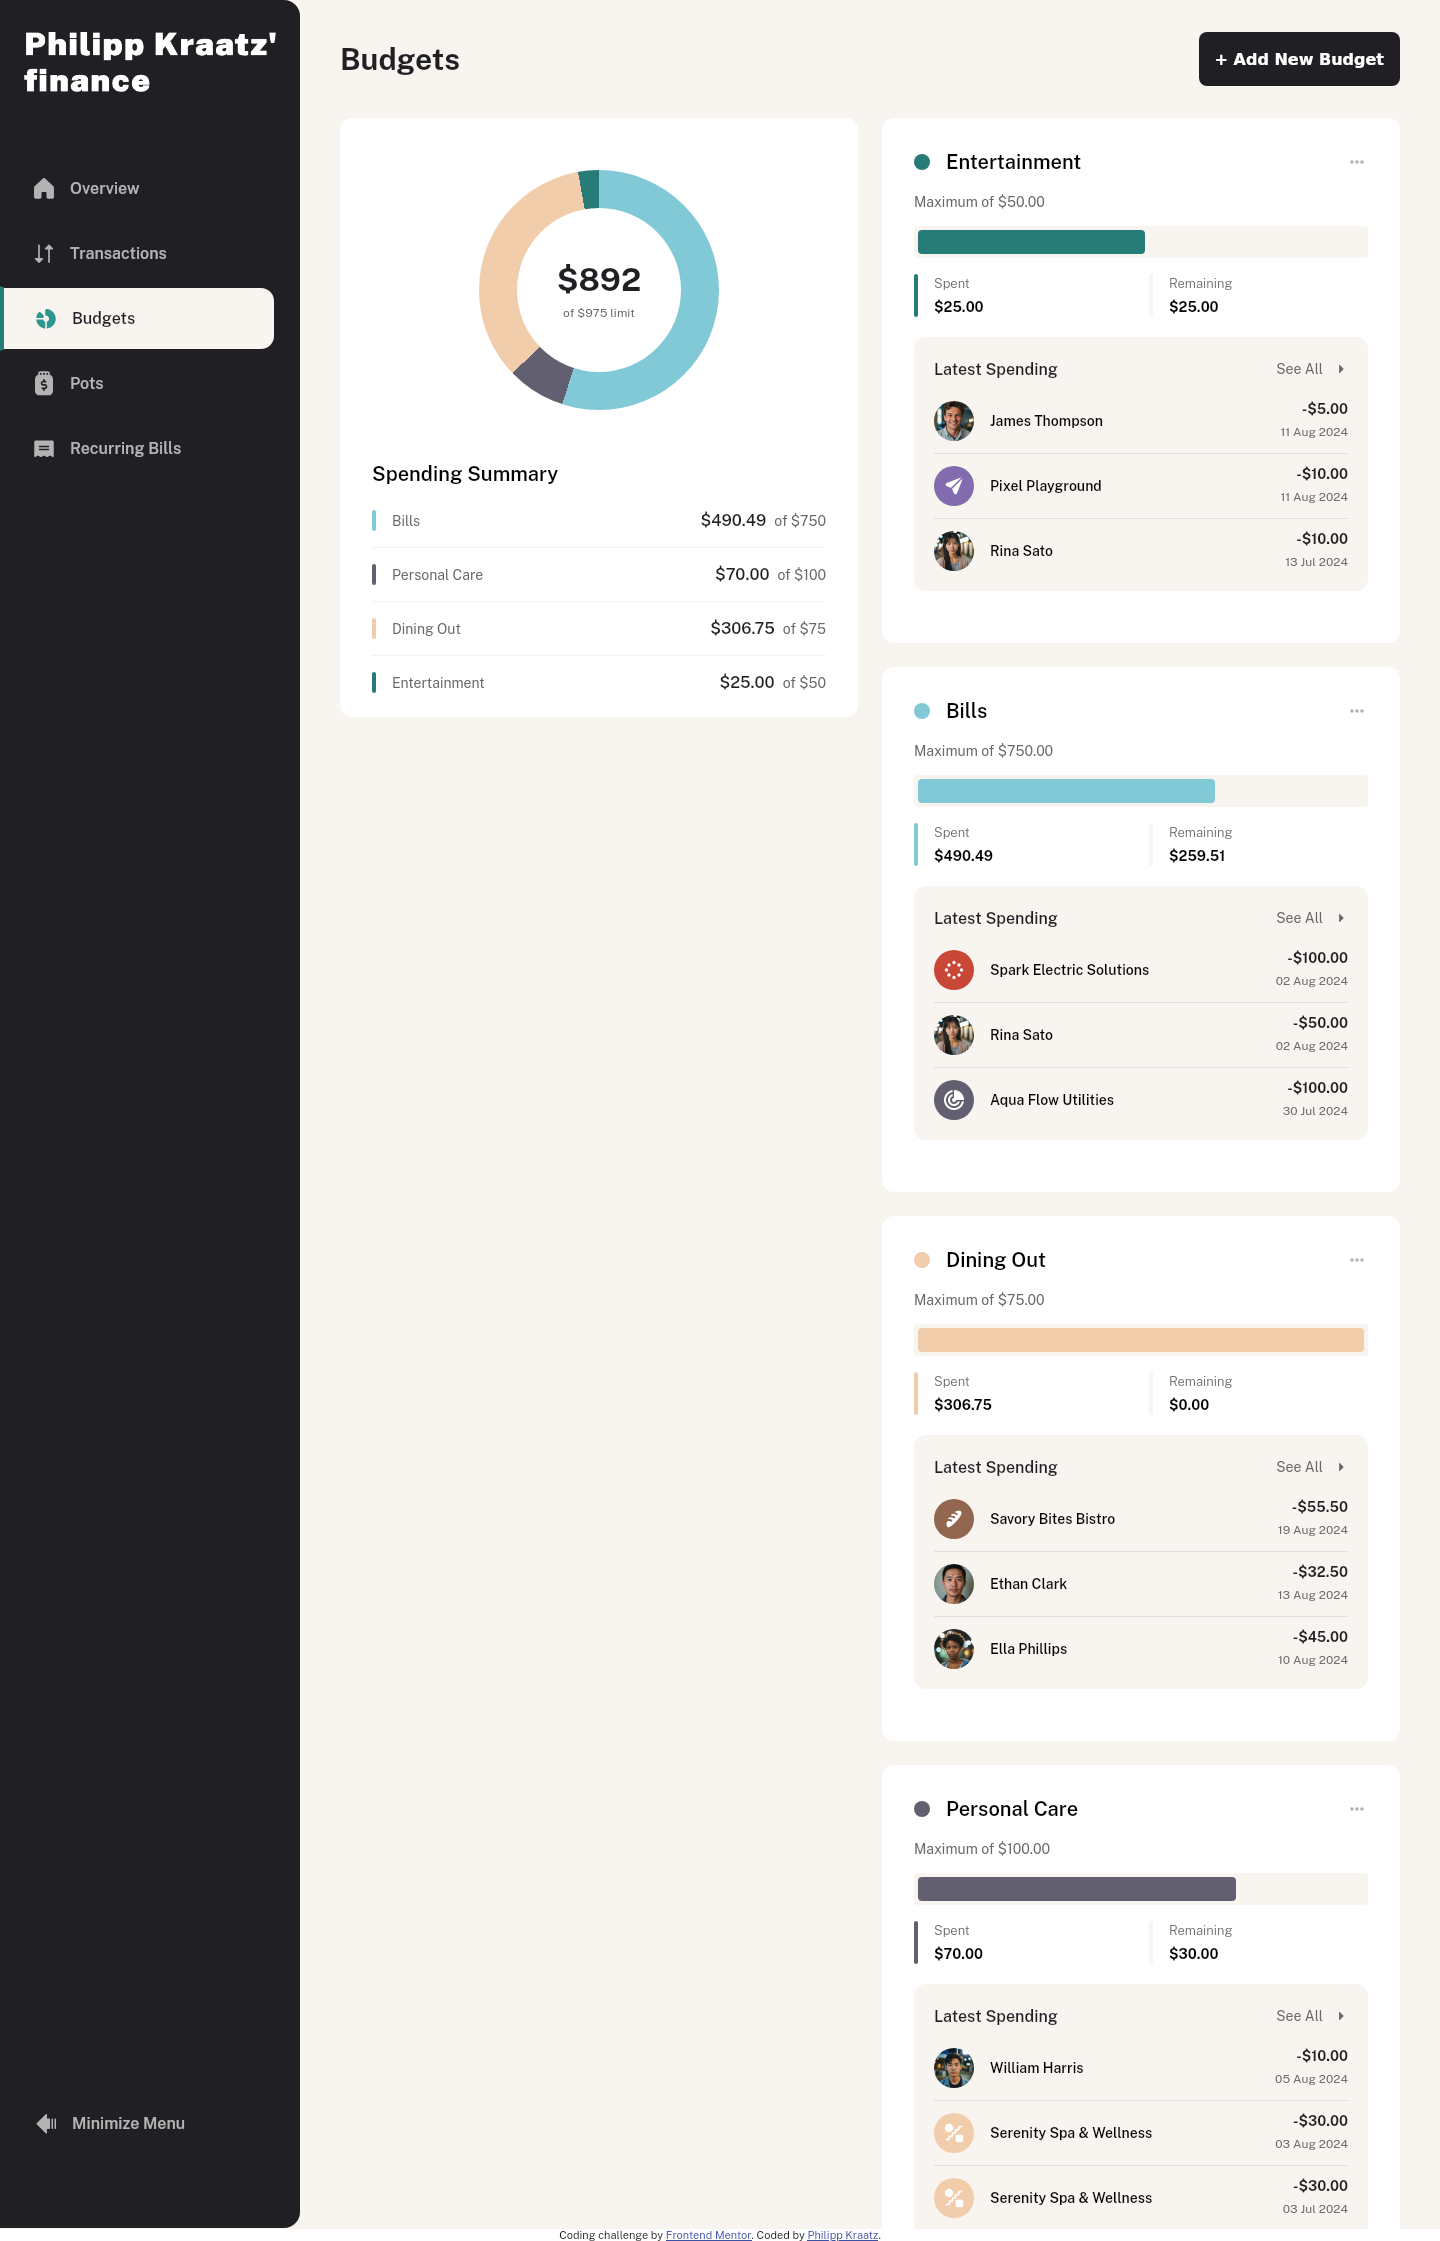 Philipp Kraatz'
finance
Overview
Transactions
Budgets
Pots
Recurring Bills
Minimize Menu
Budgets
+ Add New Budget
$892
of $975 limit
Spending Summary
Bills $490.49 of $750
Personal Care $70.00 of $100
Dining Out $306.75 of $75
Entertainment $25.00 of $50
Entertainment
Maximum of $50.00
Spent Remaining
$25.00 $25.00
Latest Spending See All
James Thompson -$5.00
11 Aug 2024
Pixel Playground -$10.00
11 Aug 2024
Rina Sato -$10.00
13 Jul 2024
Bills
Maximum of $750.00
Spent Remaining
$490.49 $259.51
Latest Spending See All
Spark Electric Solutions -$100.00
02 Aug 2024
Rina Sato -$50.00
02 Aug 2024
Aqua Flow Utilities -$100.00
30 Jul 2024
Dining Out
Maximum of $75.00
Spent Remaining
$306.75 $0.00
Latest Spending See All
Savory Bites Bistro -$55.50
19 Aug 2024
Ethan Clark -$32.50
13 Aug 2024
Ella Phillips -$45.00
10 Aug 2024
Personal Care
Maximum of $100.00
Spent Remaining
$70.00 $30.00
Latest Spending See All
William Harris -$10.00
05 Aug 2024
Serenity Spa & Wellness -$30.00
03 Aug 2024
Serenity Spa & Wellness -$30.00
03 Jul 2024
Coding challenge by Frontend Mentor. Coded by Philipp Kraatz.